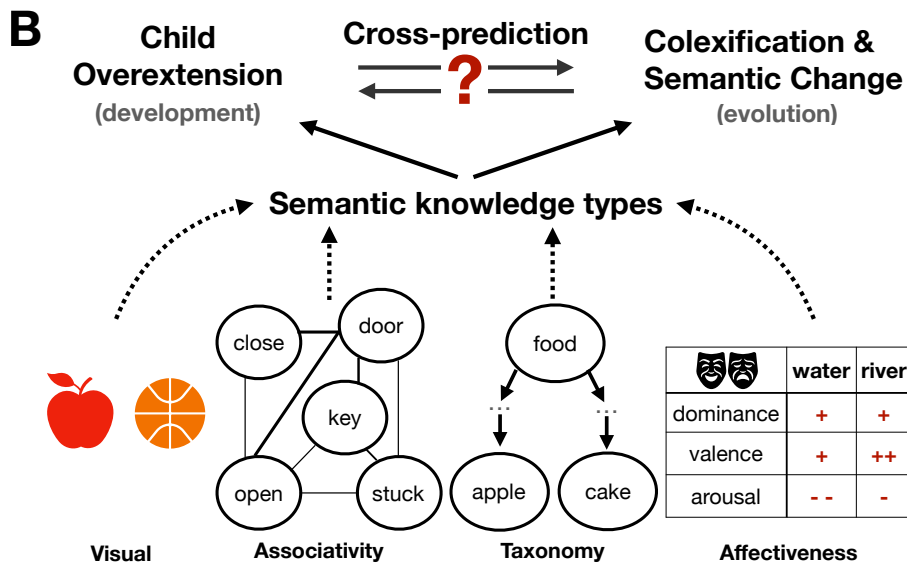 B
Child
Overextension
(development)
Cross-prediction
?
Colexification &
Semantic Change
(evolution)
Semantic knowledge types
close
door
key
open
stuck
food
...
...
apple
cake
water river
dominance + +
valence + ++
arousal -- -
Visual
Associativity
Taxonomy
Affectiveness